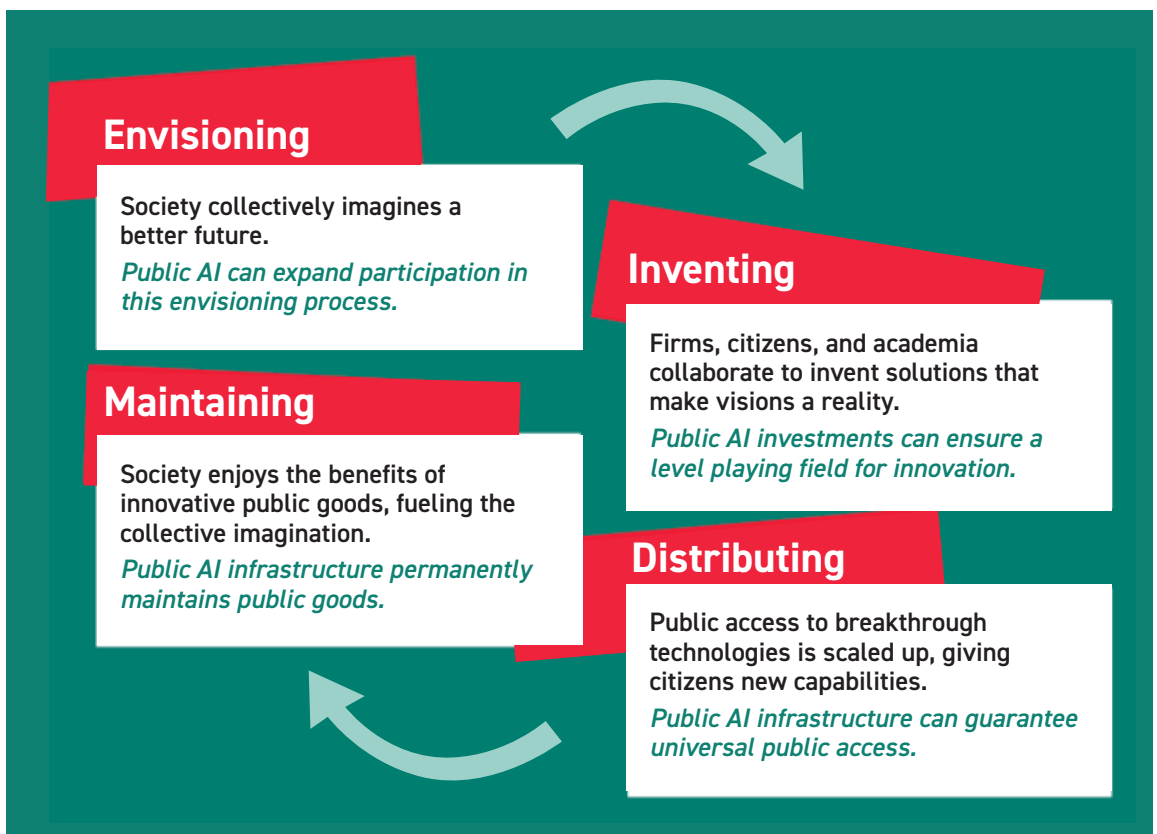 Envisioning
Society collectively imagines a
better future.
Public AI can expand participation in
this envisioning process.
Inventing
Firms, citizens, and academia
collaborate to invent solutions that
make visions a reality.
Public AI investments can ensure a
level playing field for innovation.
Distributing
Public access to breakthrough
technologies is scaled up, giving
citizens new capabilities.
Public AI infrastructure can guarantee
universal public access.
Maintaining
Society enjoys the benefits of
innovative public goods, fueling the
collective imagination.
Public AI infrastructure permanently
maintains public goods.